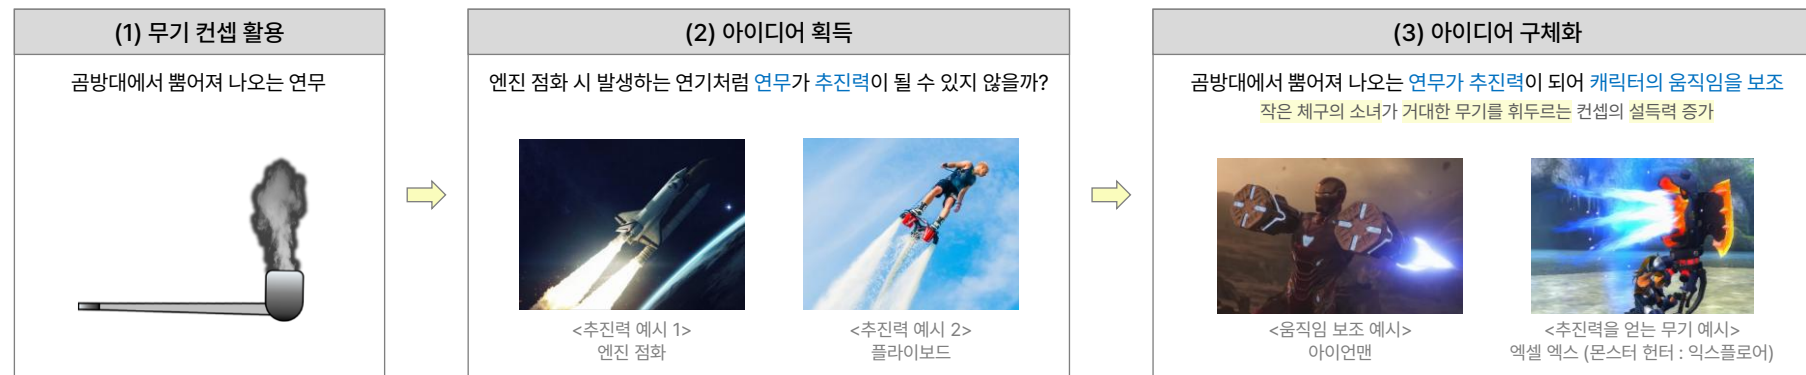 (1) 무기 컨셉 활용
곰방대에서 뿜어져 나오는 연무
(2) 아이디어 획득
엔진 점화 시 발생하는 연기처럼 연무가 추진력이 될 수 있지 않을까?
<추진력 예시 1>
엔진 점화
<추진력 예시 2>
플라이보드
(3) 아이디어 구체화
곰방대에서 뿜어져 나오는 연무가 추진력이 되어 캐릭터의 움직임을 보조
작은 체구의 소녀가 거대한 무기를 휘두르는 컨셉의 설득력 증가
<움직임 보조 예시>
아이언맨
<추진력을 얻는 무기 예시>
엑셀 엑스 (몬스터 헌터 : 익스플로어)